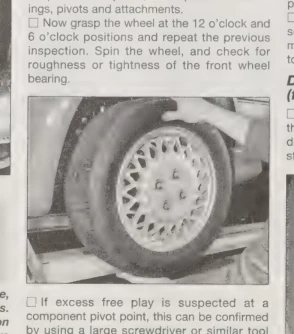 ings, pivots and attachments.
☐ Now grasp the wheel at the 12 o'clock and
6 o'clock positions and repeat the previous
inspection. Spin the wheel, and check for
roughness or tightness of the front wheel
bearing.
☐ If excess free play is suspected at a
component pivot point, this can be confirmed
by using a large screwdriver or similar tool